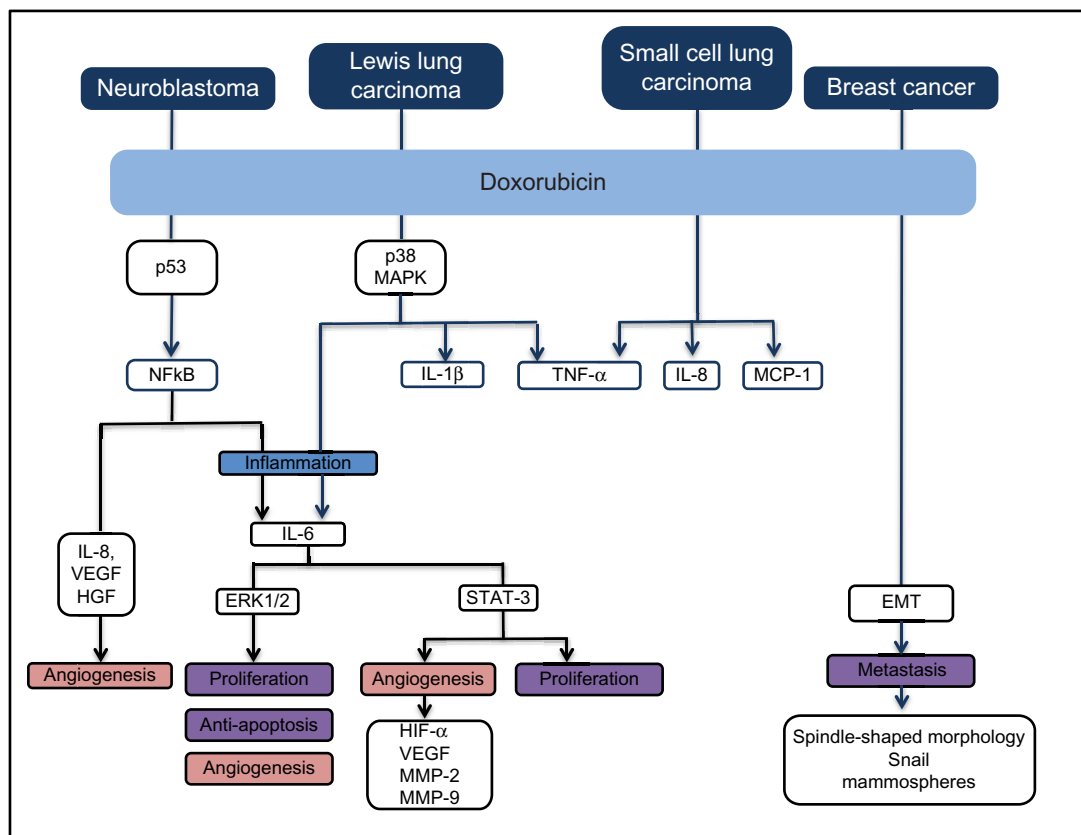 Neuroblastoma
Lewis lung
carcinoma
Small cell lung
carcinoma
Breast cancer
Doxorubicin
p53
p38
MAPK
NFkB
IL-1β
TNF-α
IL-8
MCP-1
Inflammation
IL-6
IL-8,
VEGF
HGF
ERK1/2
STAT-3
EMT
Angiogenesis
Proliferation
Angiogenesis
Proliferation
Metastasis
Anti-apoptosis
Angiogenesis
HIF-α
VEGF
MMP-2
MMP-9
Spindle-shaped morphology
Snail
mammospheres